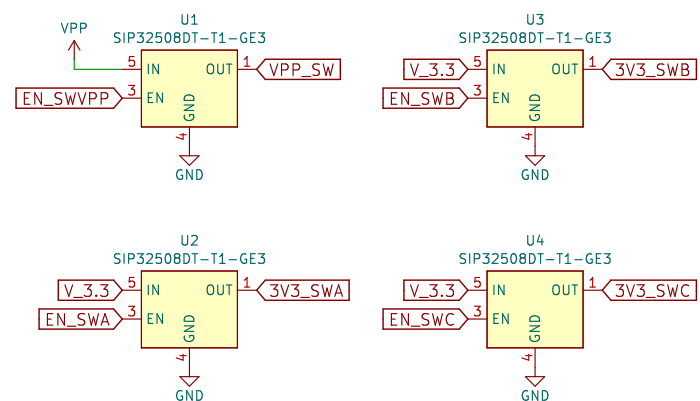 VPP
U1
SIP32508DT-T1-GE3
5 IN OUT 1 VPP_SW
EN_SWVPP 3 EN
GND
4
GND
U3
SIP32508DT-T1-GE3
V_3.3 5 IN OUT 1 3V3_SWB
EN_SWB 3 EN
GND
4
GND
U2
SIP32508DT-T1-GE3
V_3.3 5 IN OUT 1 3V3_SWA
EN_SWA 3 EN
GND
4
GND
U4
SIP32508DT-T1-GE3
V_3.3 5 IN OUT 1 3V3_SWC
EN_SWC 3 EN
GND
4
GND